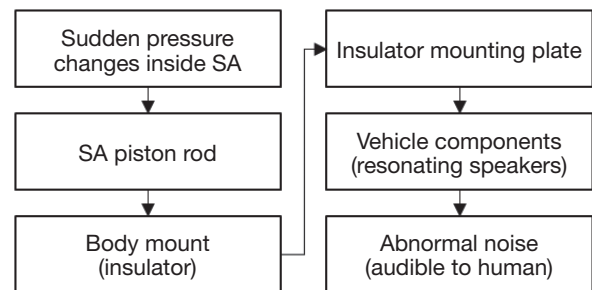 Sudden pressure
changes inside SA
SA piston rod
Body mount
(insulator)
Insulator mounting plate
Vehicle components
(resonating speakers)
Abnormal noise
(audible to human)